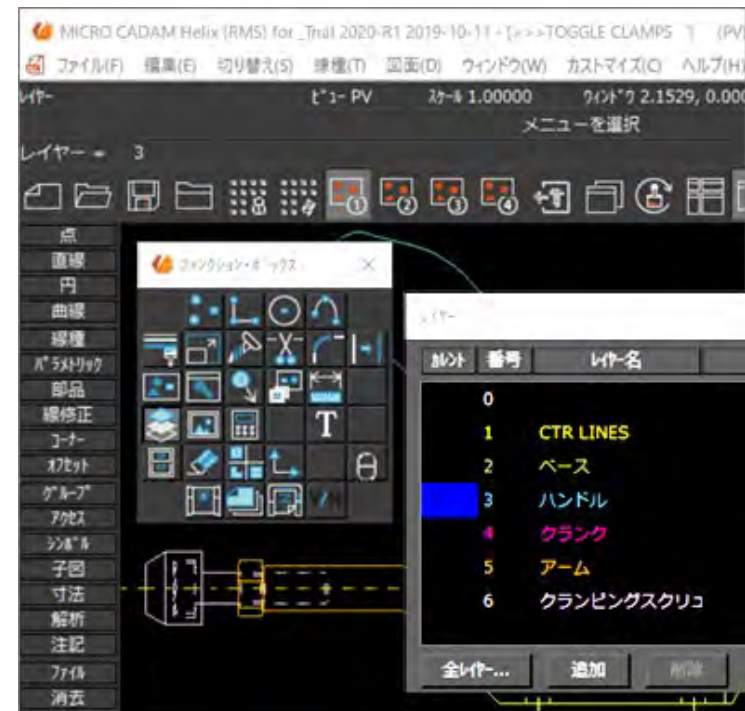 MICRO CADAM Helix (RMS) for _Trial 2020-R1 2019-10-11 - [>>>TOGGLE CLAMPS 1 (PV)
ファイル(F) 編集(E) 切り替え(S) 線種(T) 図面(D) ウィンドウ(W) カスタマイズ(C) ヘルプ(H)
ﾚｲﾔｰ ﾋﾞｭｰ PV ｽｹｰﾙ 1.00000 ｳｨﾝﾄﾞｳ 2.1529, 0.000
メニューを選択
レイヤー = 3
1 2 3 4
点
直線
円
曲線
線種
ﾊﾟﾗﾒﾄﾘｯｸ
部品
線修正
ｺｰﾅｰ
ｵﾌｾｯﾄ
ｸﾞﾙｰﾌﾟ
ｱｸｾｽ
ｼﾝﾎﾞﾙ
子図
寸法
解析
注記
ﾌｧｲﾙ
消去
ファンクション・ボックス
T
Y/N
レイヤー
ｶﾚﾝﾄ 番号 ﾚｲﾔｰ名
0
1 CTR LINES
2 ベース
3 ハンドル
4 クランク
5 アーム
6 クランピングスクリュ
全ﾚｲﾔｰ... 追加 削除